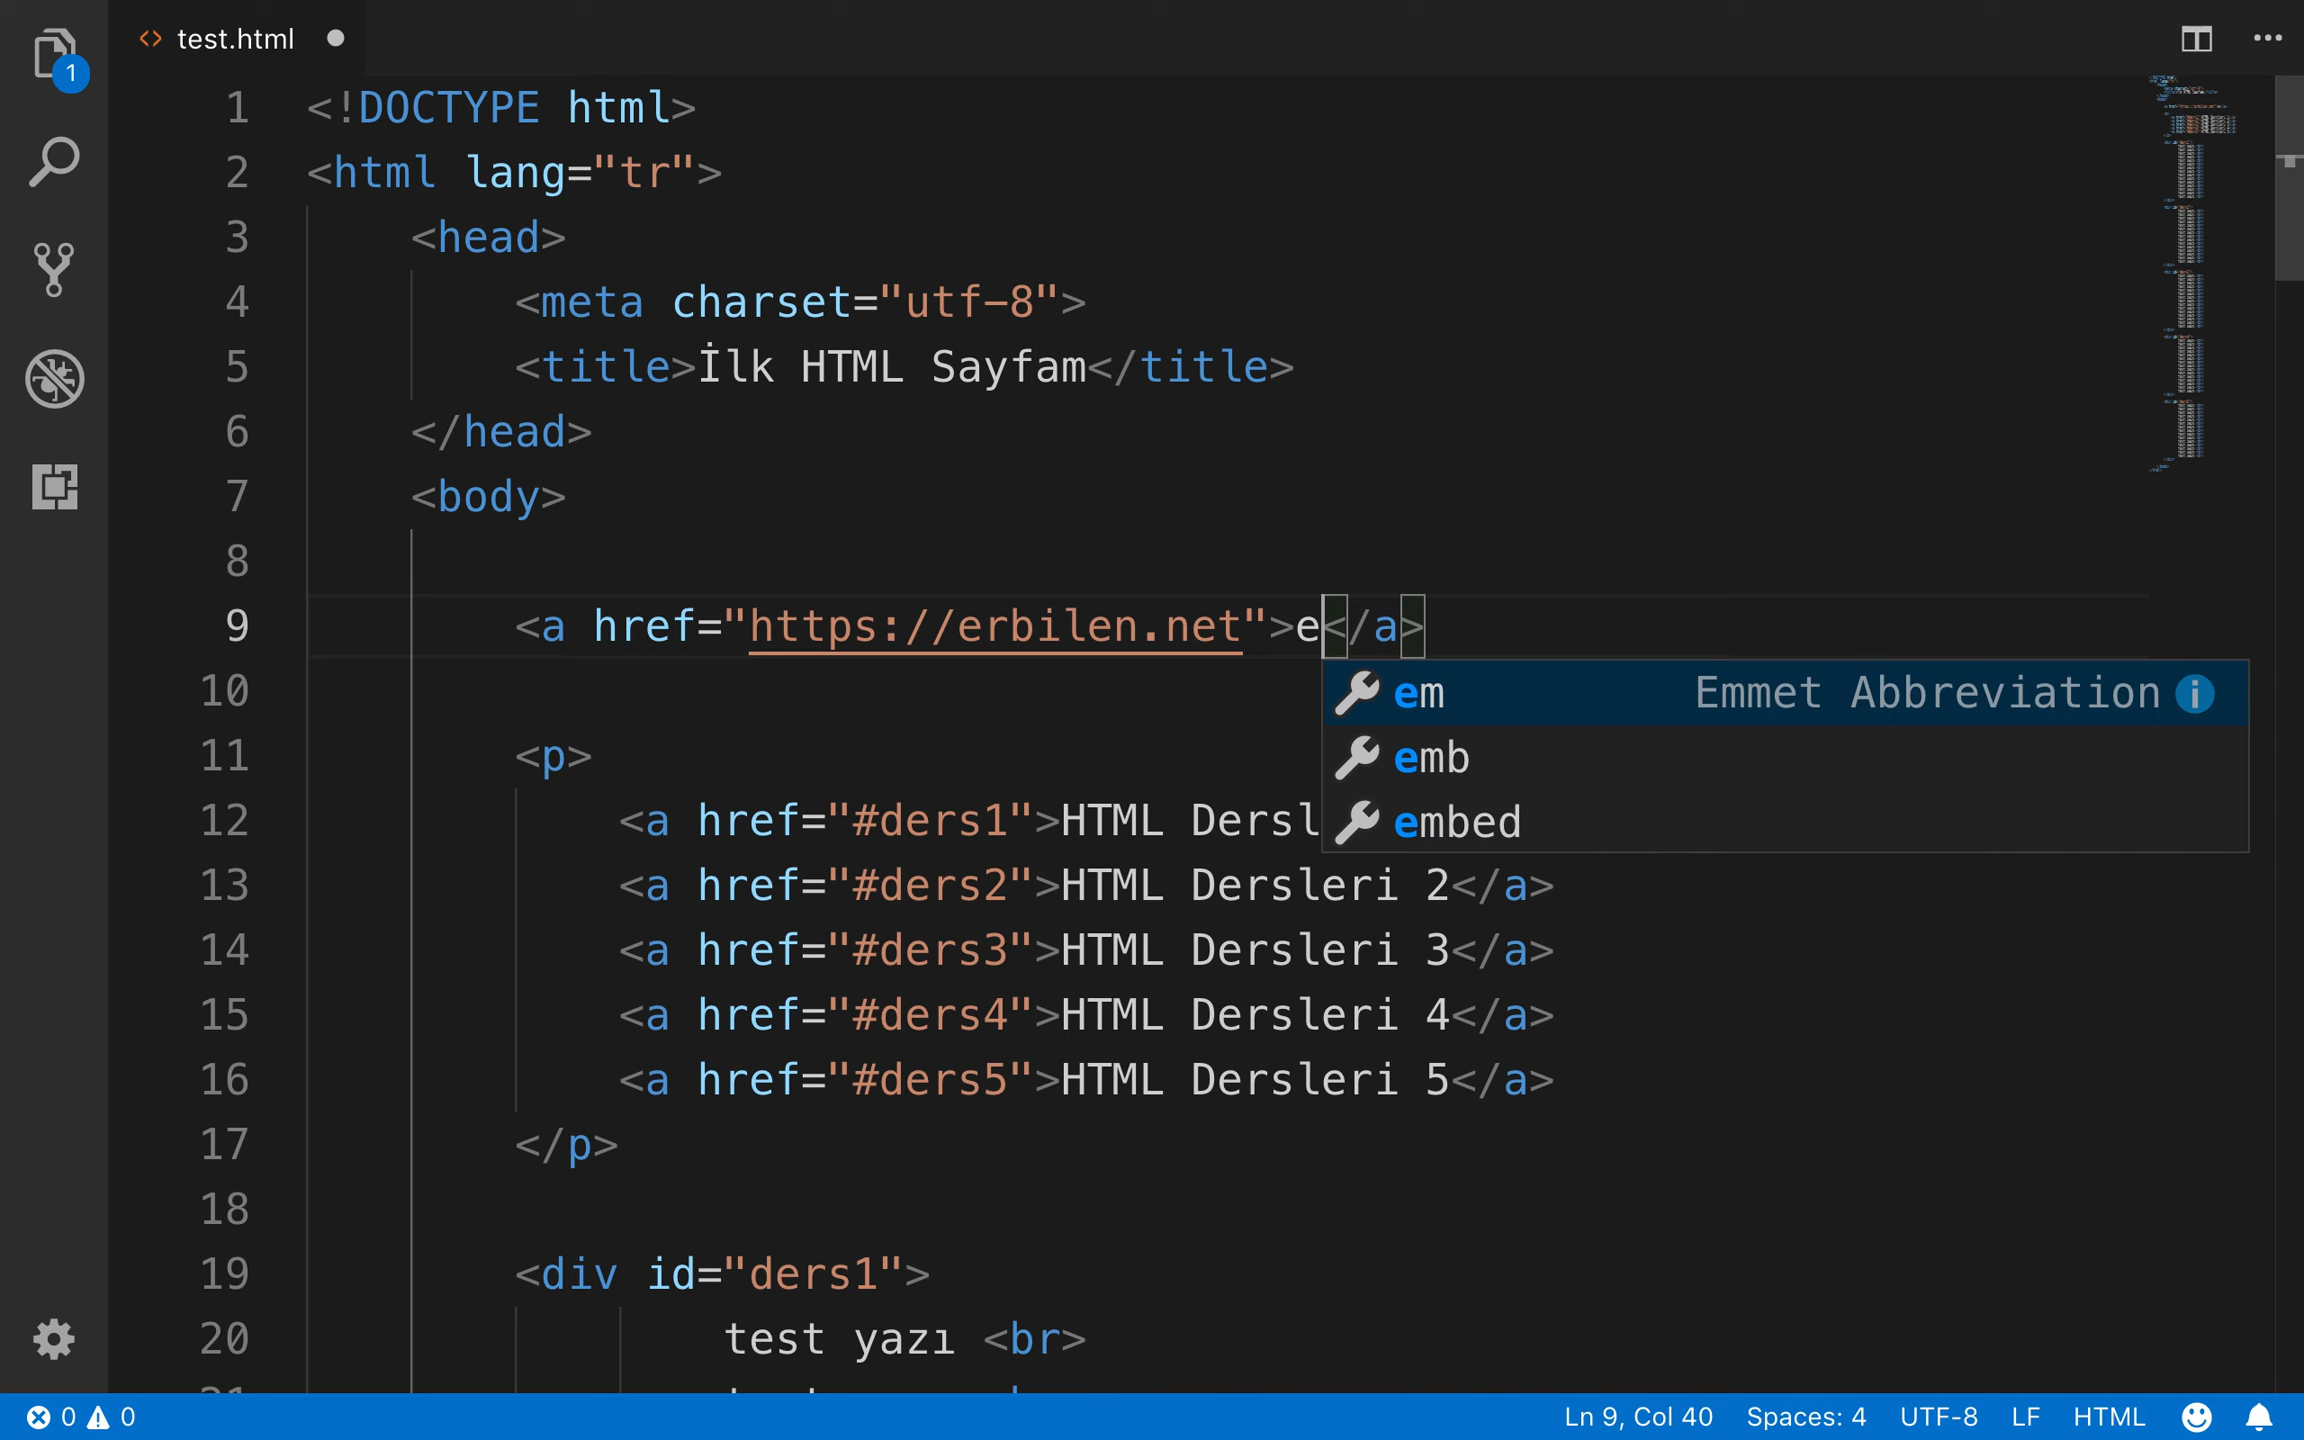 test.html
1
1 <!DOCTYPE html>
2 <html lang="tr">
3 <head>
4 <meta charset="utf-8">
5 <title>İlk HTML Sayfam</title>
6 </head>
7 <body>
8
9 <a href="https://erbilen.net">e</a>
10 em Emmet Abbreviation
11 <p> emb
12 <a href="#ders1">HTML Dersl embed
13 <a href="#ders2">HTML Dersleri 2</a>
14 <a href="#ders3">HTML Dersleri 3</a>
15 <a href="#ders4">HTML Dersleri 4</a>
16 <a href="#ders5">HTML Dersleri 5</a>
17 </p>
18
19 <div id="ders1">
20 test yazı <br>
0 0 Ln 9, Col 40 Spaces: 4 UTF-8 LF HTML